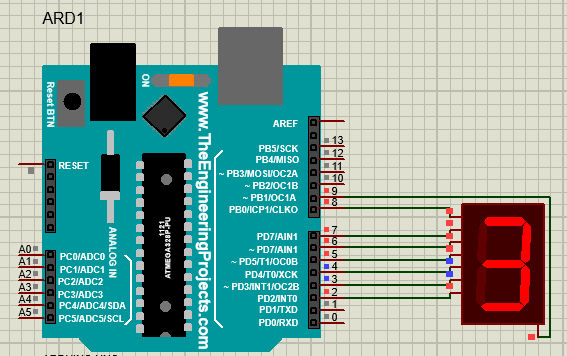 ARD1
ON
Reset BTN
www.TheEngineeringProjects.com
AREF
PB5/SCK 13
PB4/MISO 12
~ PB3/MOSI/OC2A 11
~ PB2/OC1B 10
~ PB1/OC1A 9
PB0/ICP1/CLKO 8
RESET
PD7/AIN1 7
~ PD7/AIN1 6
~ PD5/T1/OC0B 5
PD4/T0/XCK 4
~ PD3/INT1/OC2B 3
PD2/INT0 2
PD1/TXD 1
PD0/RXD 0
ANALOG IN
A0 PC0/ADC0
A1 PC1/ADC1
A2 PC2/ADC2
A3 PC3/ADC3
A4 PC4/ADC4/SDA
A5 PC5/ADC5/SCL
ATMEGA328P-PU
1121
3